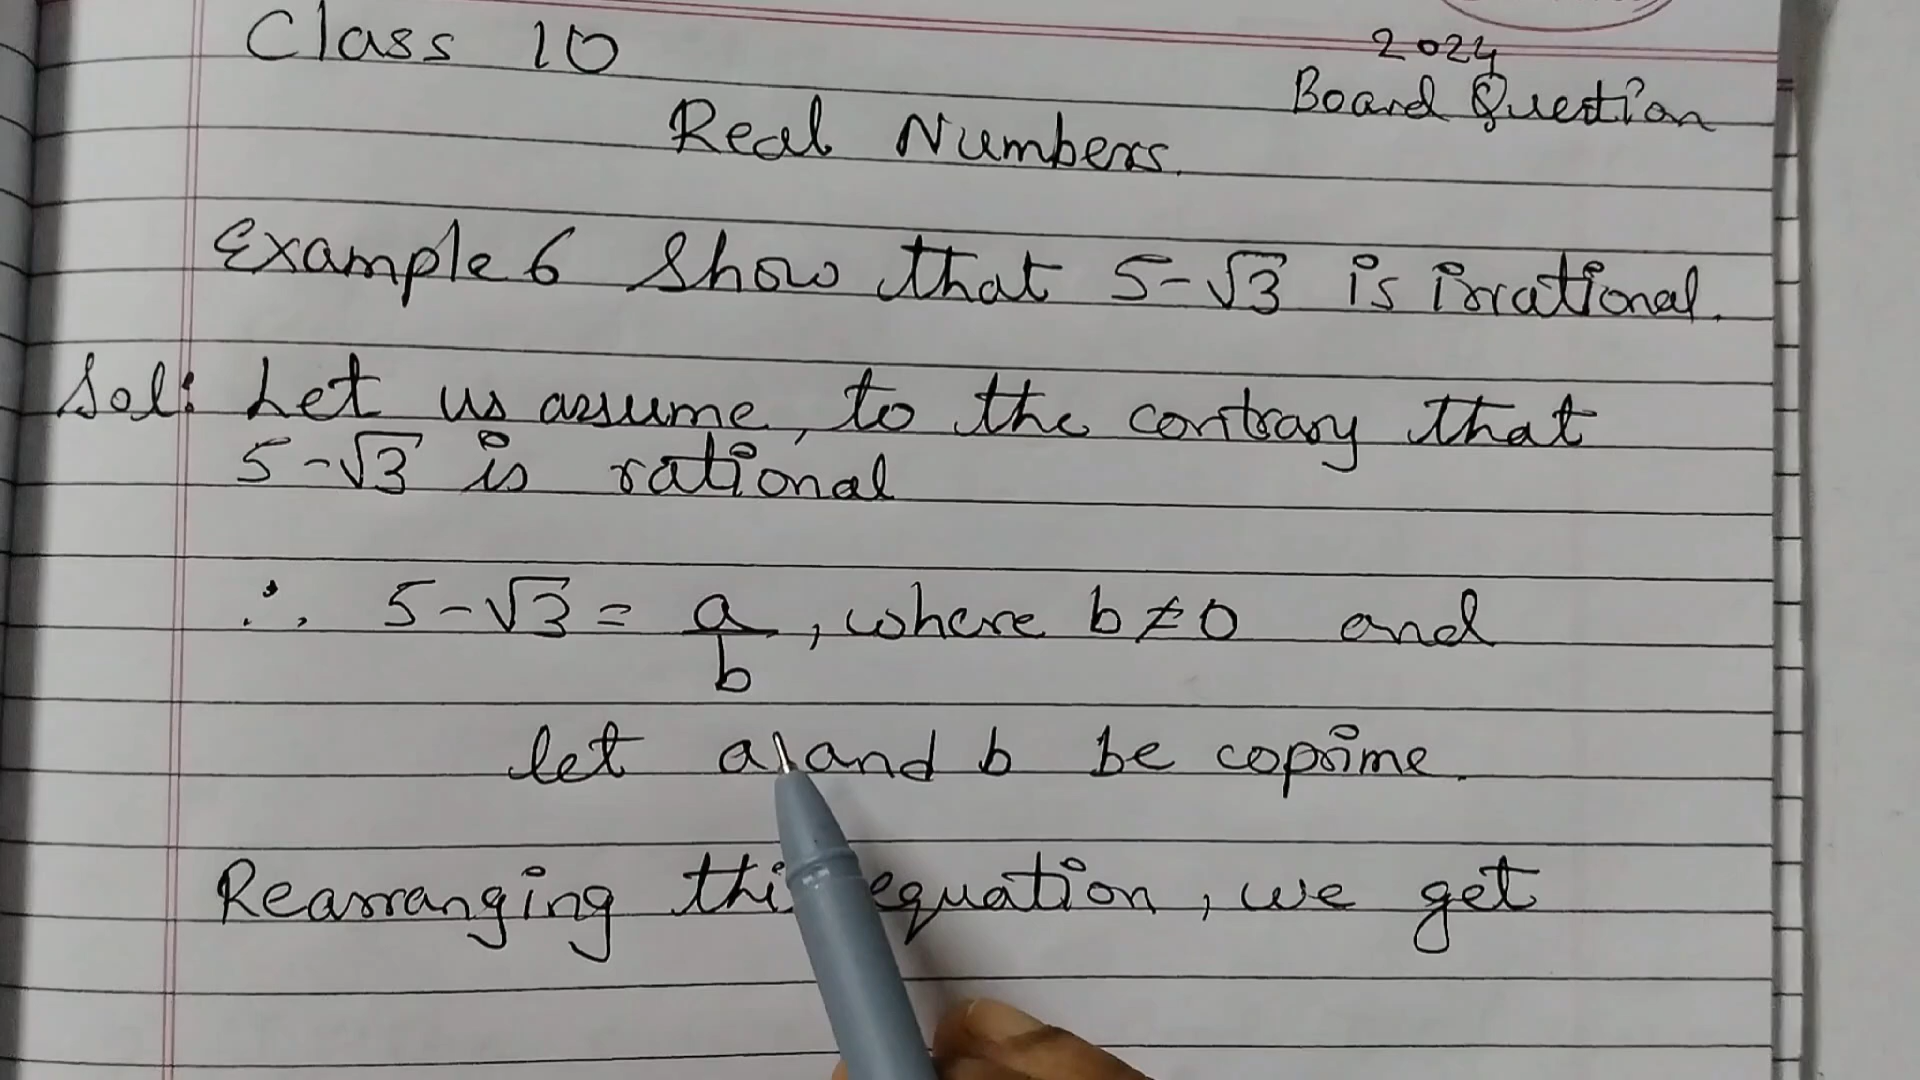 Class 10
2024
Board Question
Real Numbers.
Example 6 Show that 5-√3 is irrational.
Sol: Let us assume, to the contrary that
5-√3 is rational
∴ 5-√3 = a/b, where b≠0 and
let a and b be coprime.
Rearranging this equation, we get